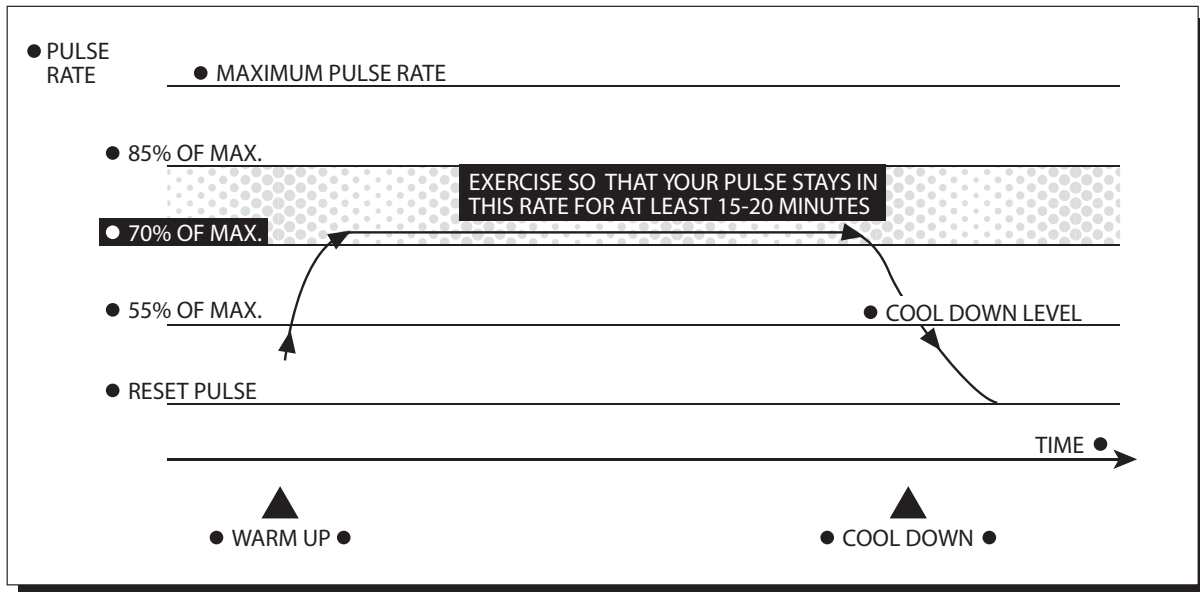 ● PULSE
RATE
● MAXIMUM PULSE RATE
● 85% OF MAX.
EXERCISE SO THAT YOUR PULSE STAYS IN
THIS RATE FOR AT LEAST 15-20 MINUTES
● 70% OF MAX.
● 55% OF MAX.
● COOL DOWN LEVEL
● RESET PULSE
TIME ●
● WARM UP ●
● COOL DOWN ●